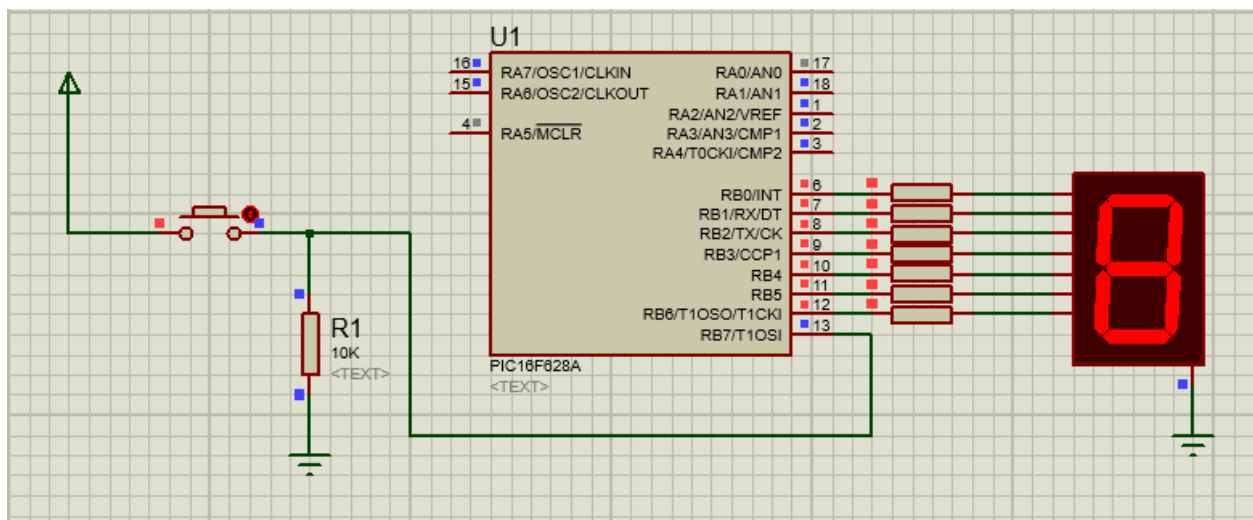 U1
16 RA7/OSC1/CLKIN RA0/AN0 17
15 RA6/OSC2/CLKOUT RA1/AN1 18
RA2/AN2/VREF 1
4 RA5/MCLR RA3/AN3/CMP1 2
RA4/T0CKI/CMP2 3
RB0/INT 6
RB1/RX/DT 7
RB2/TX/CK 8
RB3/CCP1 9
RB4 10
RB5 11
RB6/T1OSO/T1CKI 12
RB7/T1OSI 13
PIC16F628A
<TEXT>
R1
10K
<TEXT>